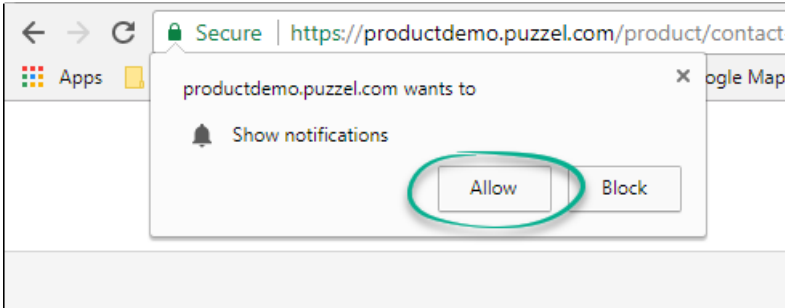 Secure | https://productdemo.puzzel.com/product/contact
Apps
ogle Map
productdemo.puzzel.com wants to
Show notifications
Allow
Block